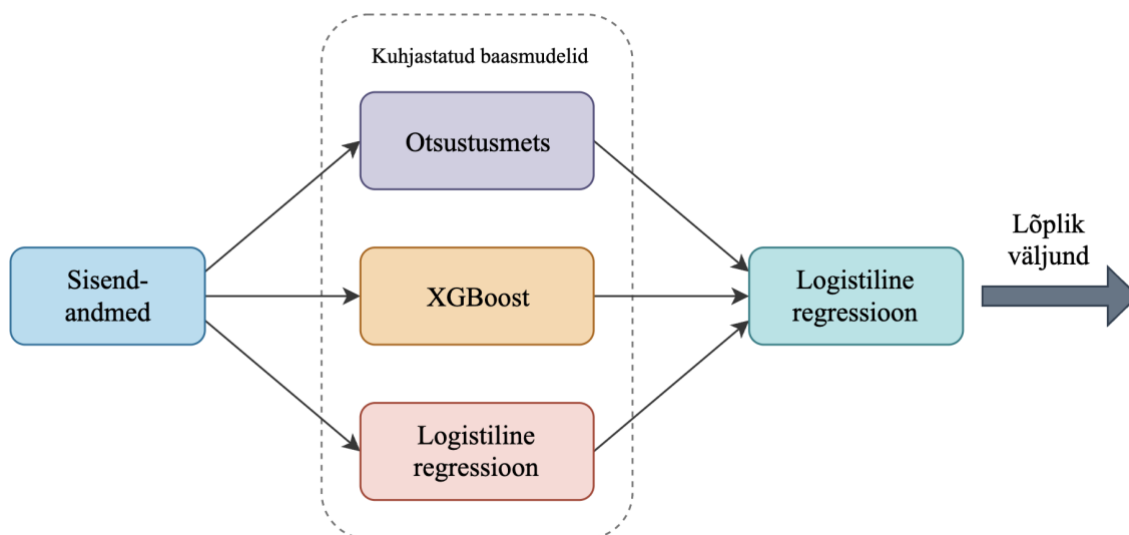 Kuhjastatud baasmudelid
Otsustusmets
Sisend-
andmed
XGBoost
Logistiline
regressioon
Logistiline
regressioon
Lõplik
väljund